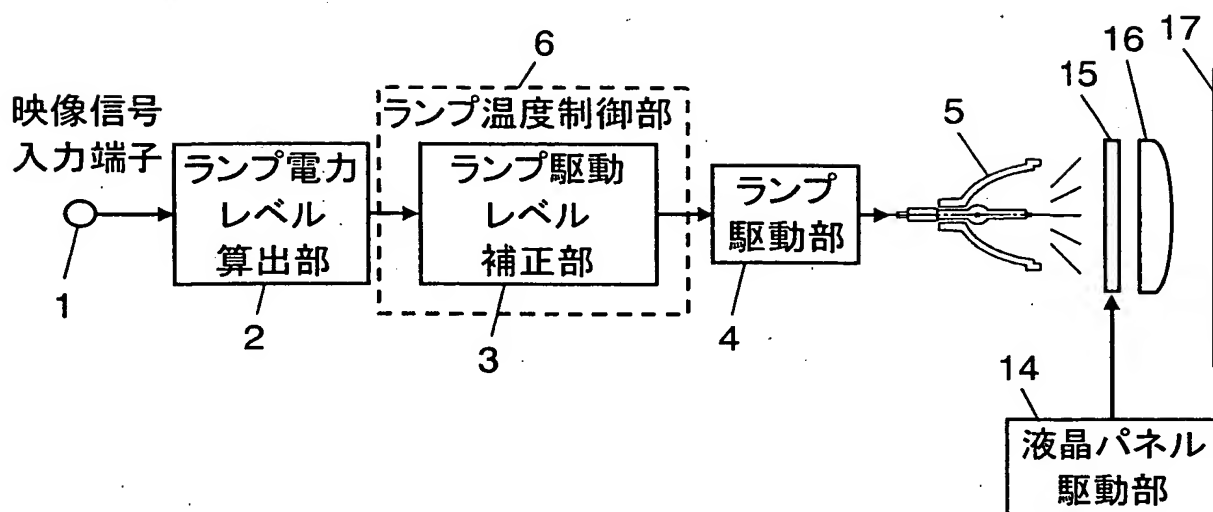 映像信号
入力端子
1
ランプ電力
レベル
算出部
2
6
ランプ温度制御部
ランプ駆動
レベル
補正部
3
ランプ
駆動部
4
5
15
16
17
14
液晶パネル
駆動部